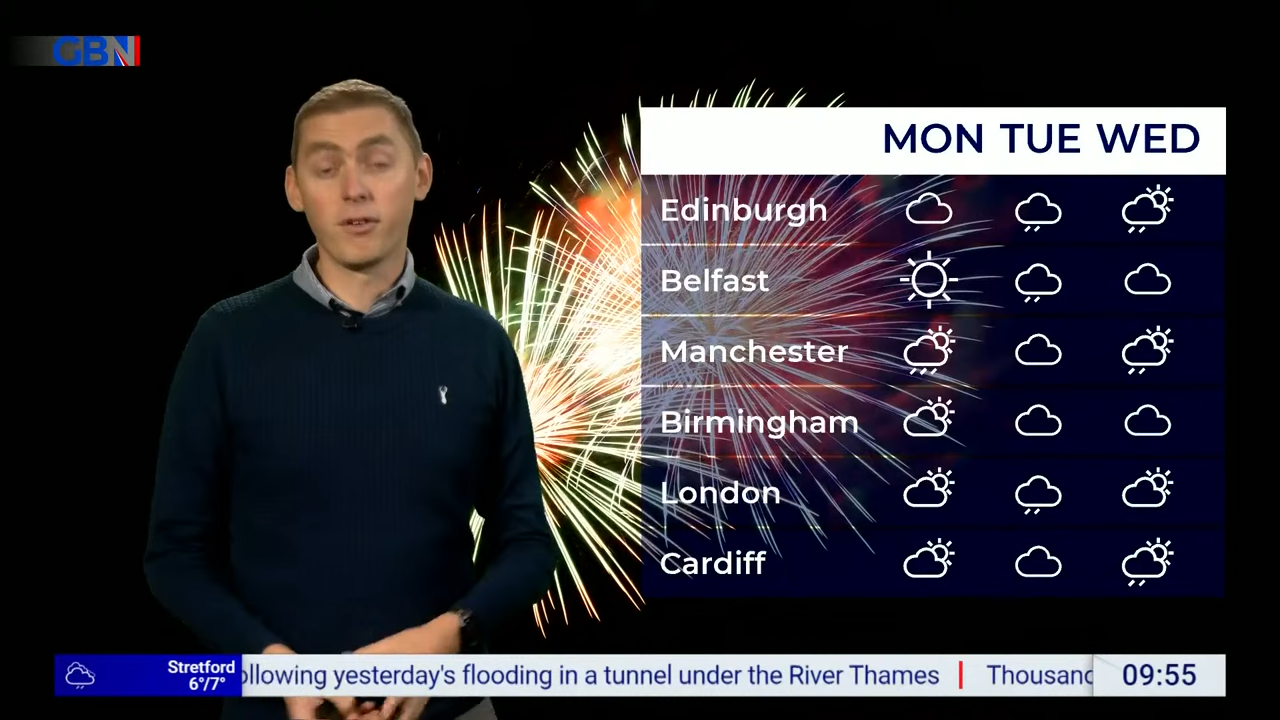 GBN
MON TUE WED
Edinburgh
Belfast
Manchester
Birmingham
London
Cardiff
Stretford
6°/7°
ollowing yesterday's flooding in a tunnel under the River Thames | Thousand
09:55